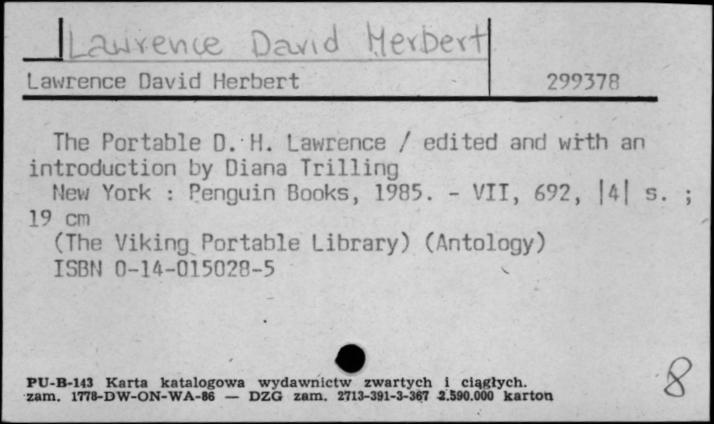 Lawrence David Herbert
Lawrence David Herbert 299378
The Portable D. H. Lawrence / edited and with an
introduction by Diana Trilling
New York : Penguin Books, 1985. - VII, 692, |4| s. ;
19 cm
(The Viking Portable Library) (Antology)
ISBN 0-14-015028-5
8
PU-B-143 Karta katalogowa wydawnictw zwartych i ciągłych.
zam. 1778-DW-ON-WA-86 — DZG zam. 2713-391-3-367 2.590.000 karton